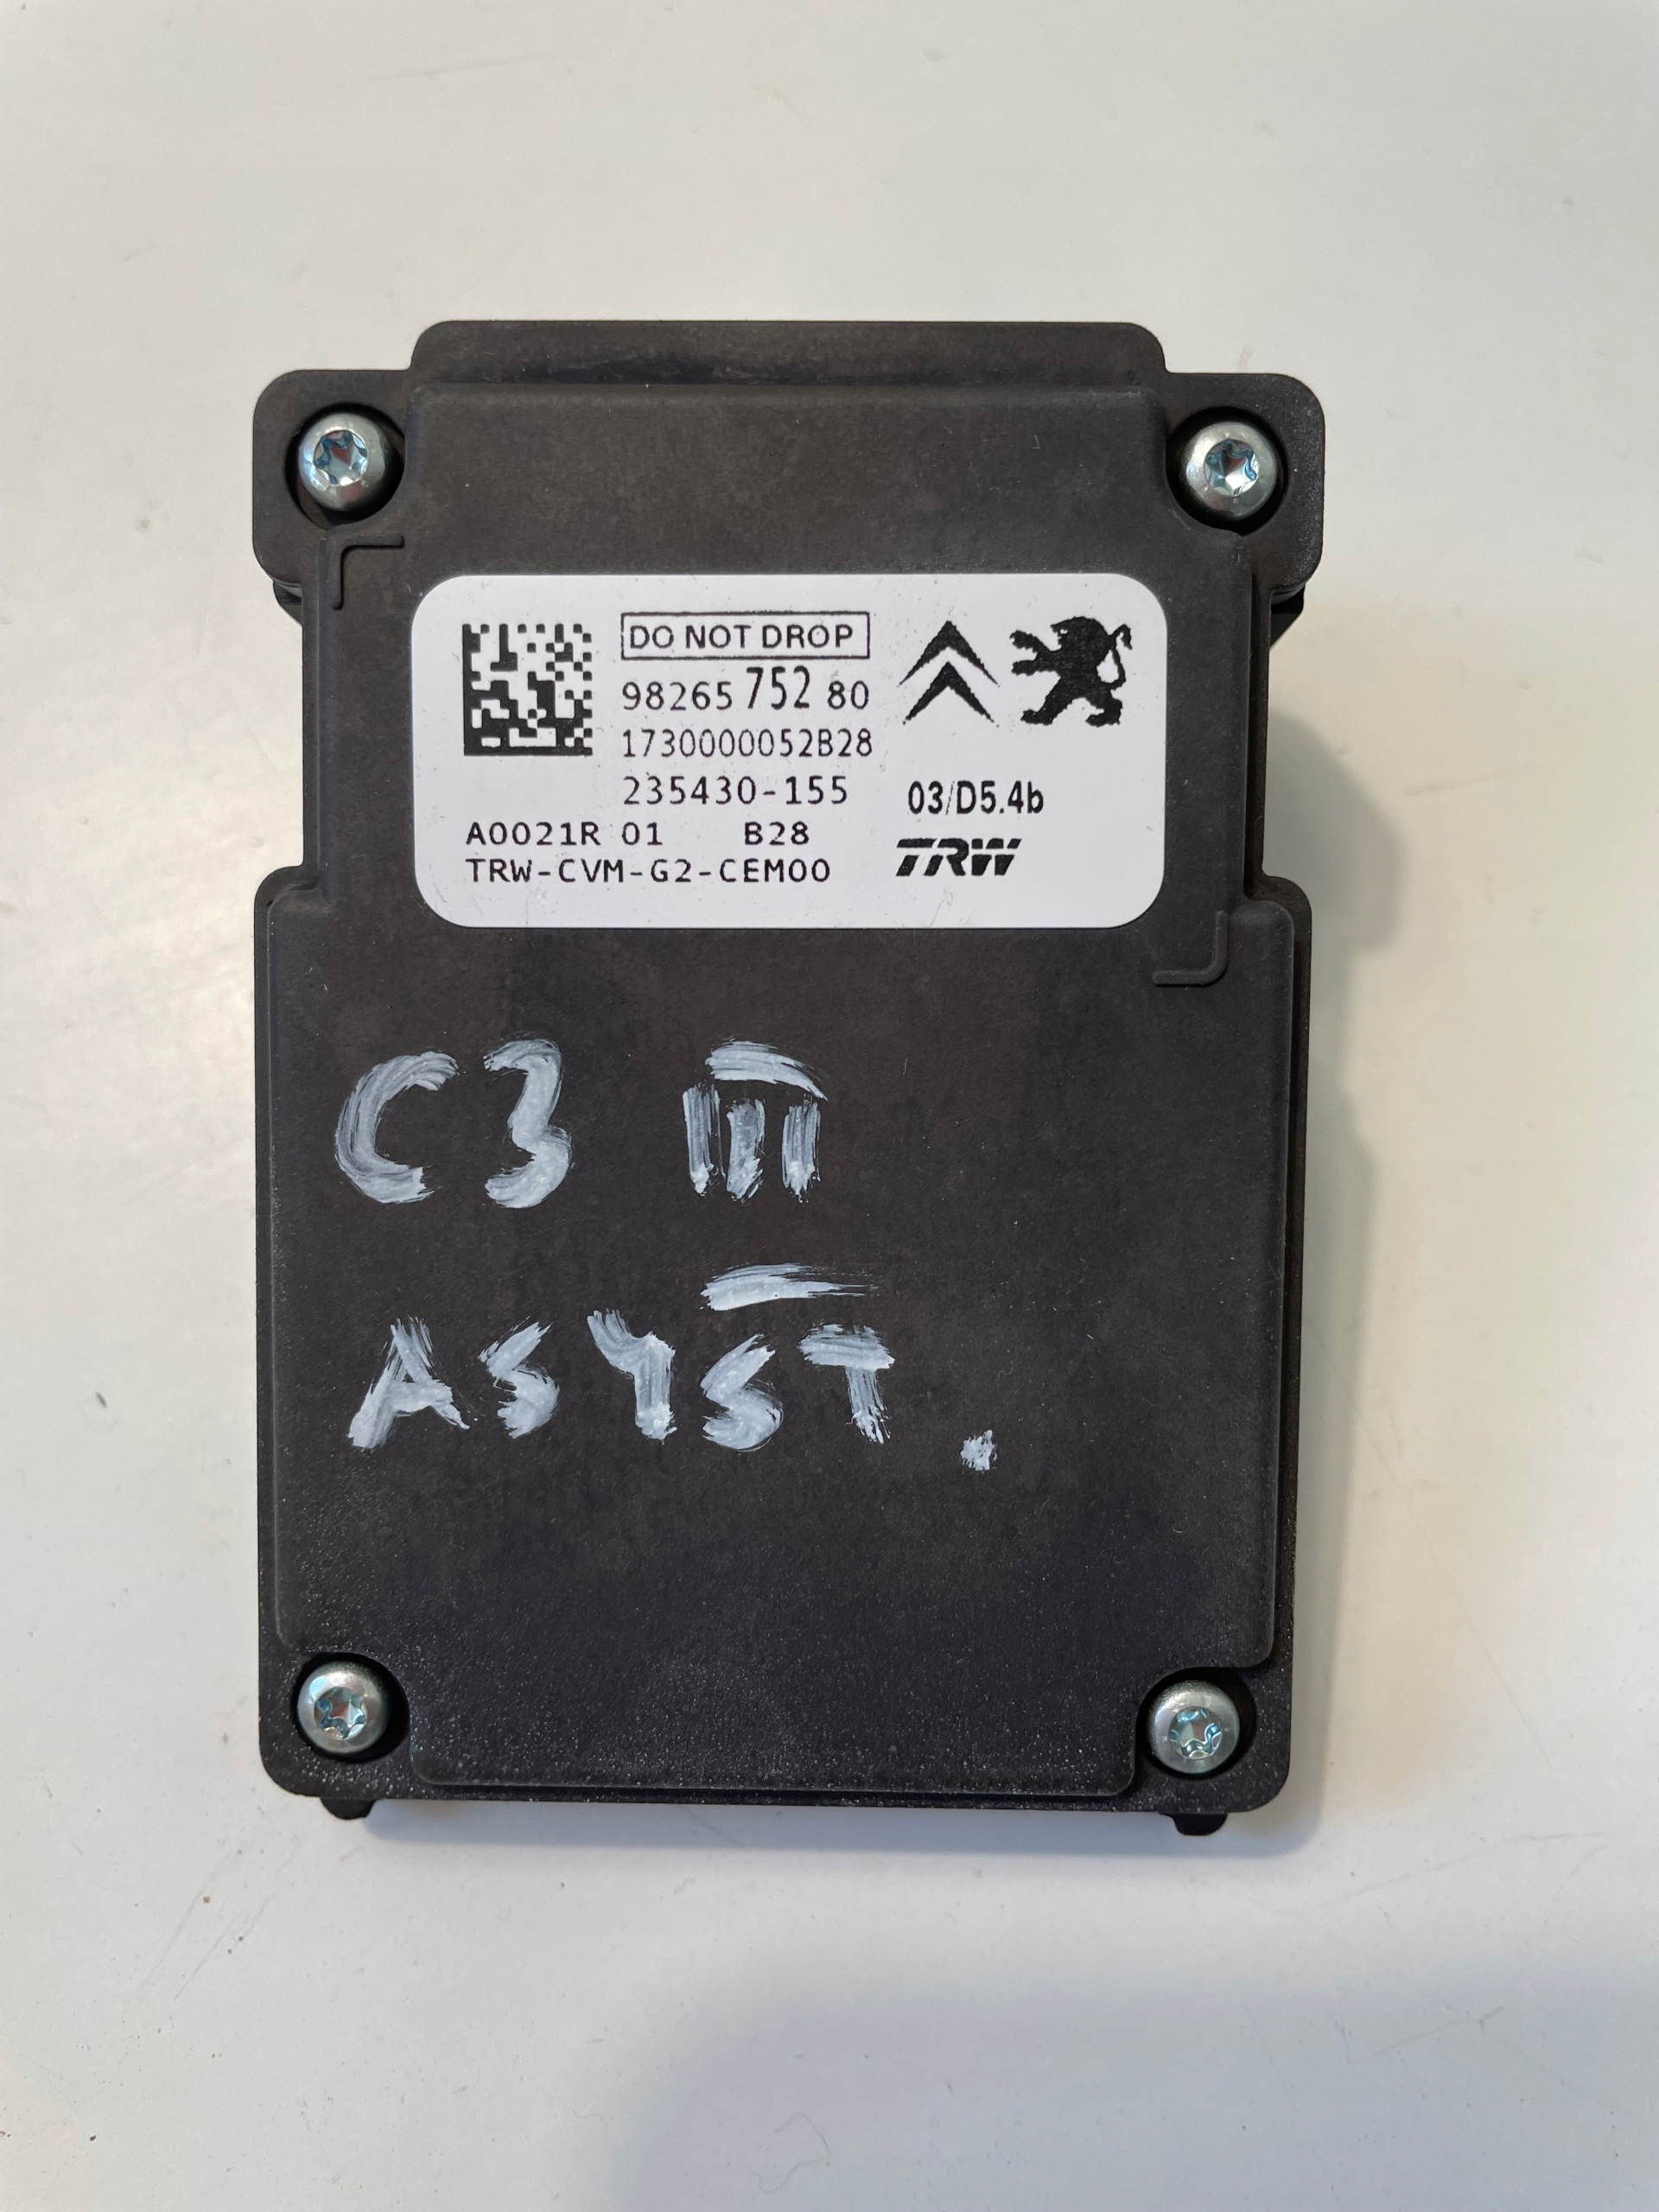 DO NOT DROP
98265 752 80
1730000052B28
235430-155
03/D5.4b
A0021R 01 B28
TRW-CVM-G2-CEM00
TRW
C3 III
ASYST.